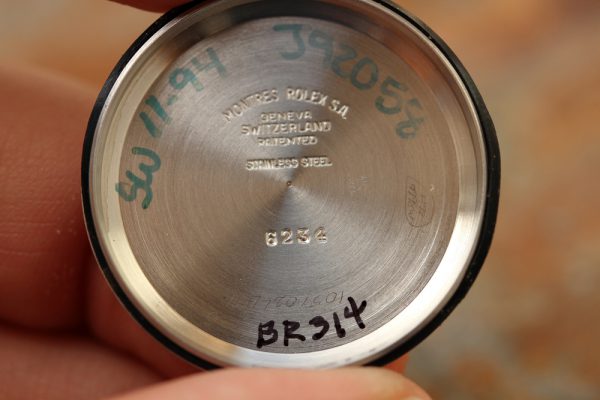 SW 11-94
J92058
MONTRES ROLEX S.A.
GENEVA
SWITZERLAND
PATENTED
STAINLESS STEEL
6234
BR314